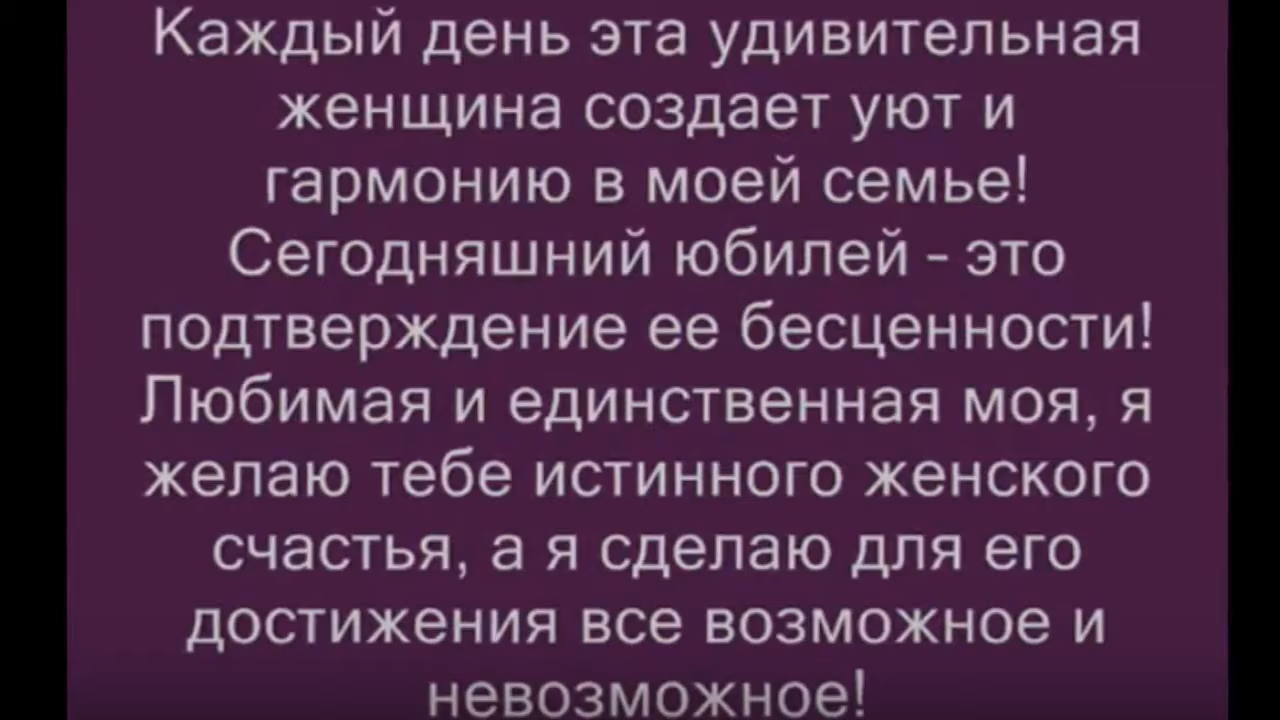 Каждый день эта удивительная
женщина создает уют и
гармонию в моей семье!
Сегодняшний юбилей - это
подтверждение ее бесценности!
Любимая и единственная моя, я
желаю тебе истинного женского
счастья, а я сделаю для его
достижения все возможное и
невозможное!